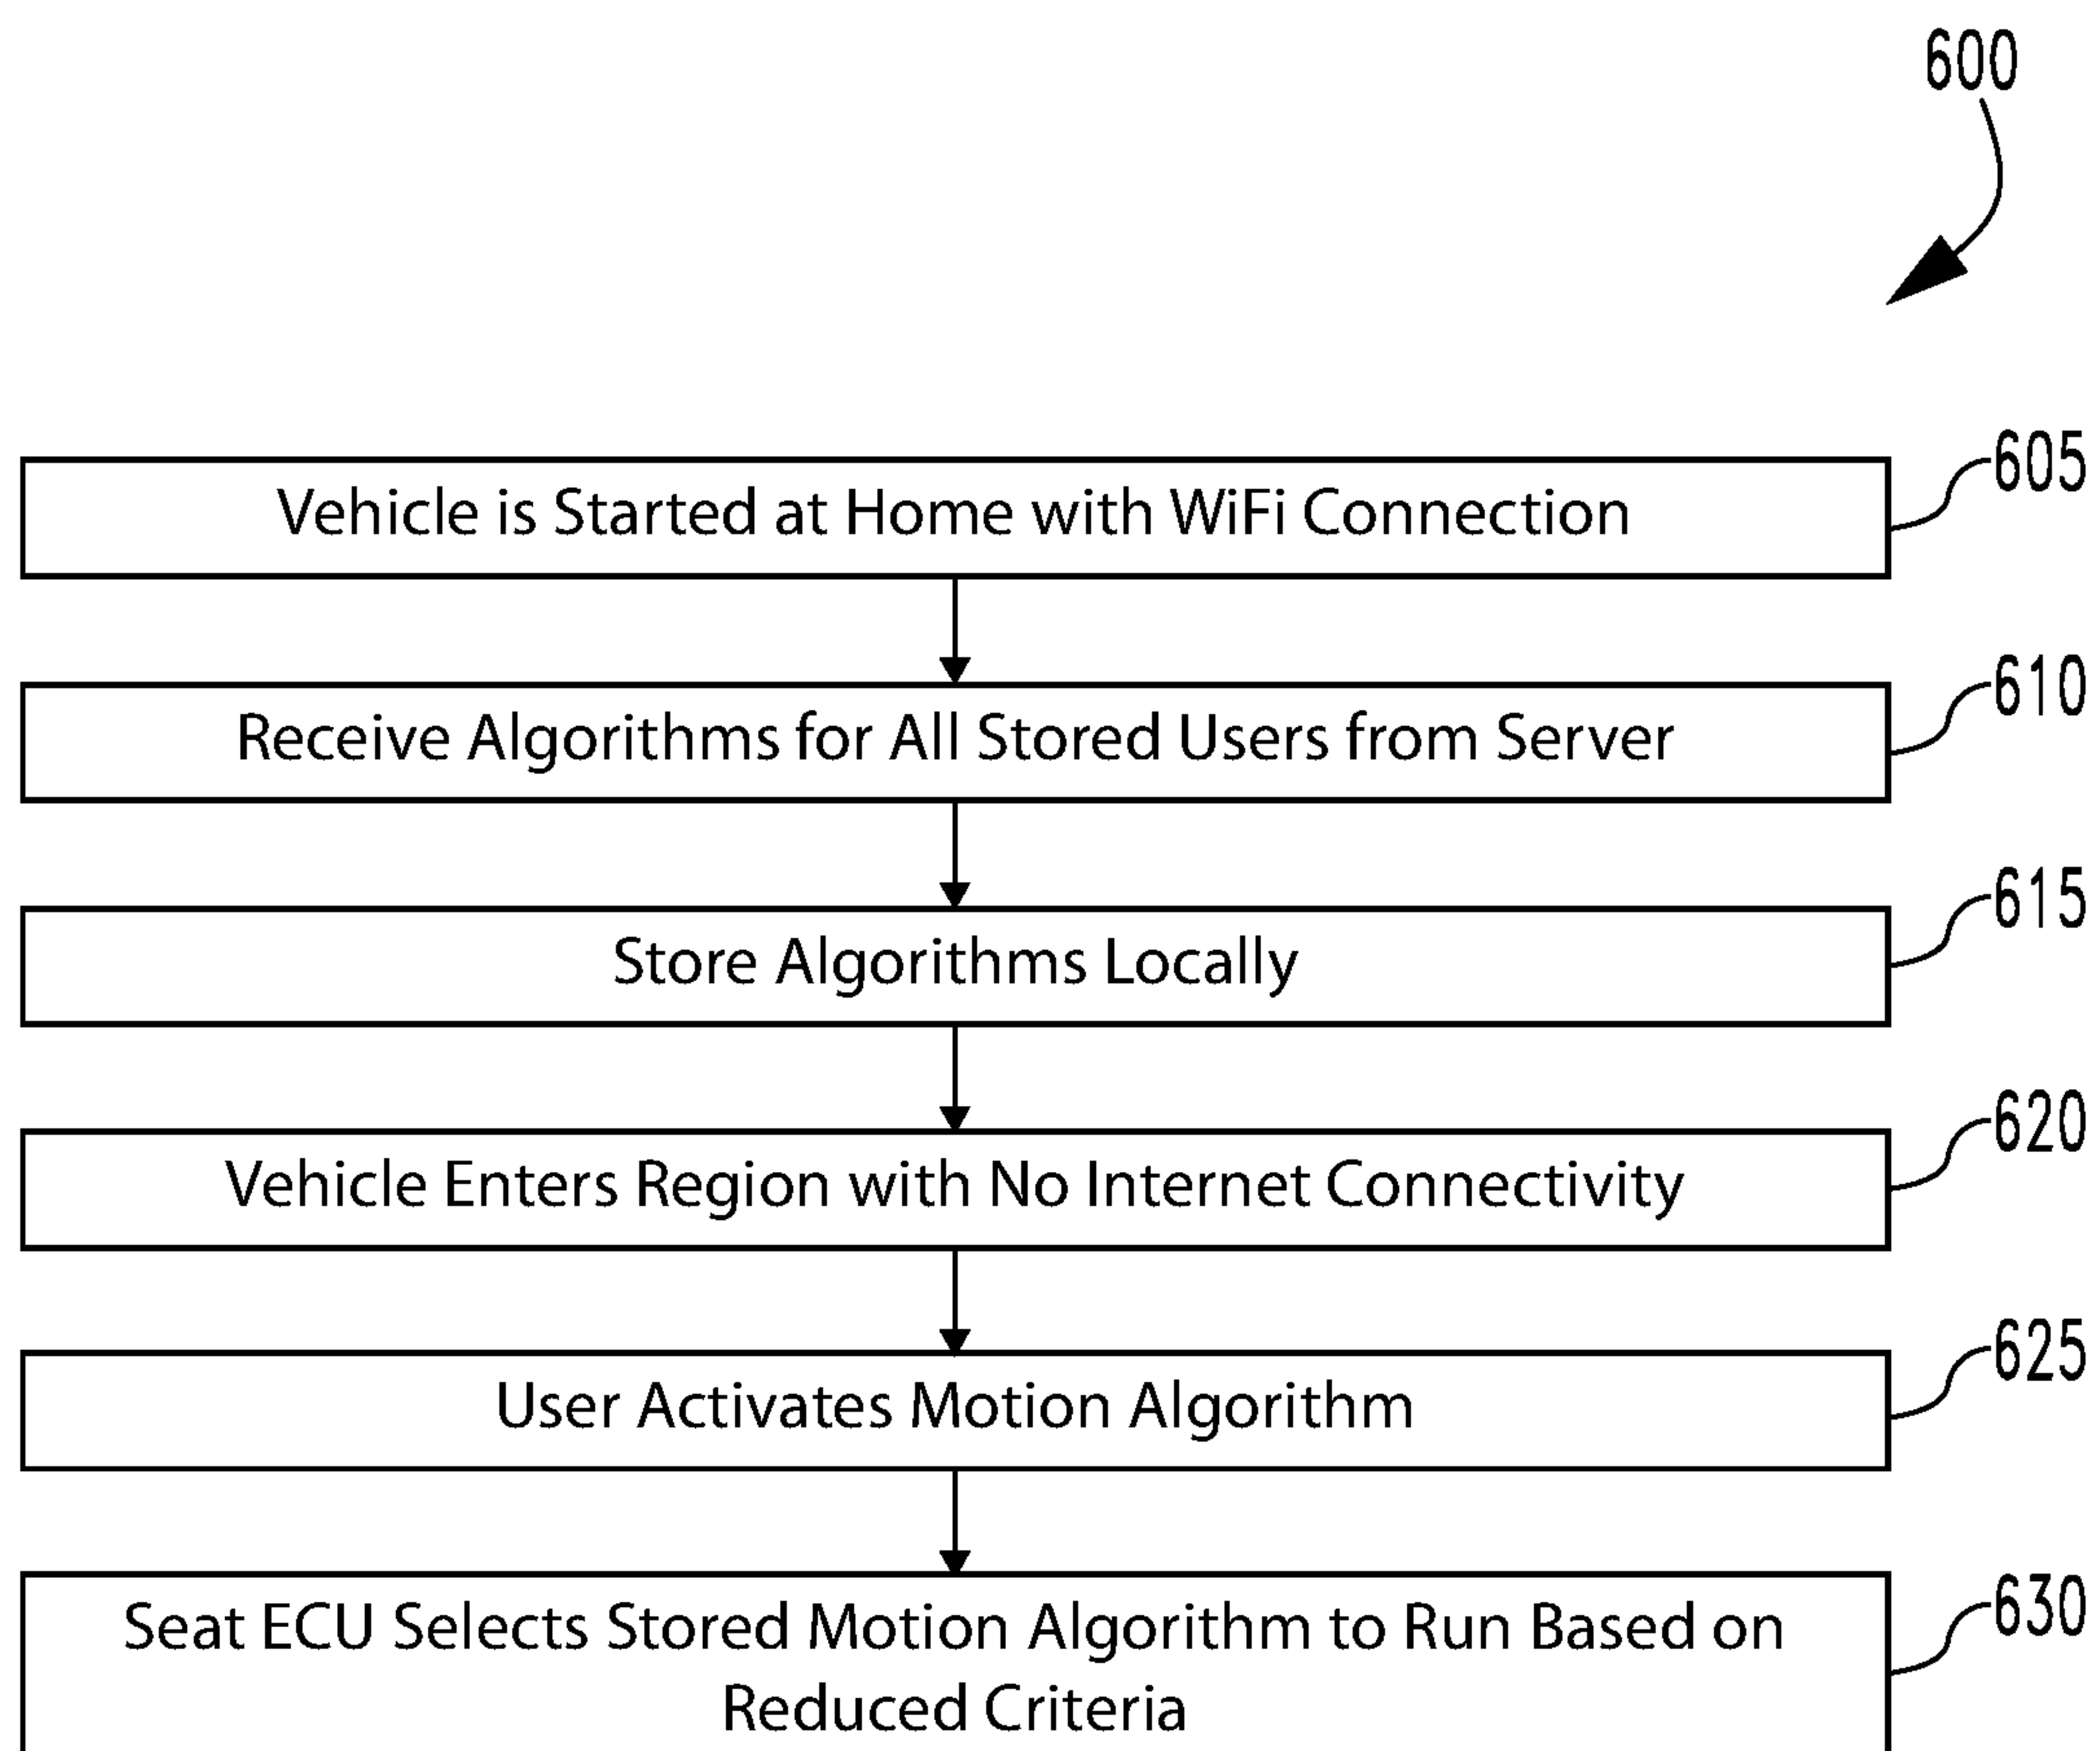 600
Vehicle is Started at Home with WiFi Connection
605
Receive Algorithms for All Stored Users from Server
610
Store Algorithms Locally
615
Vehicle Enters Region with No Internet Connectivity
620
User Activates Motion Algorithm
625
Seat ECU Selects Stored Motion Algorithm to Run Based on
Reduced Criteria
630